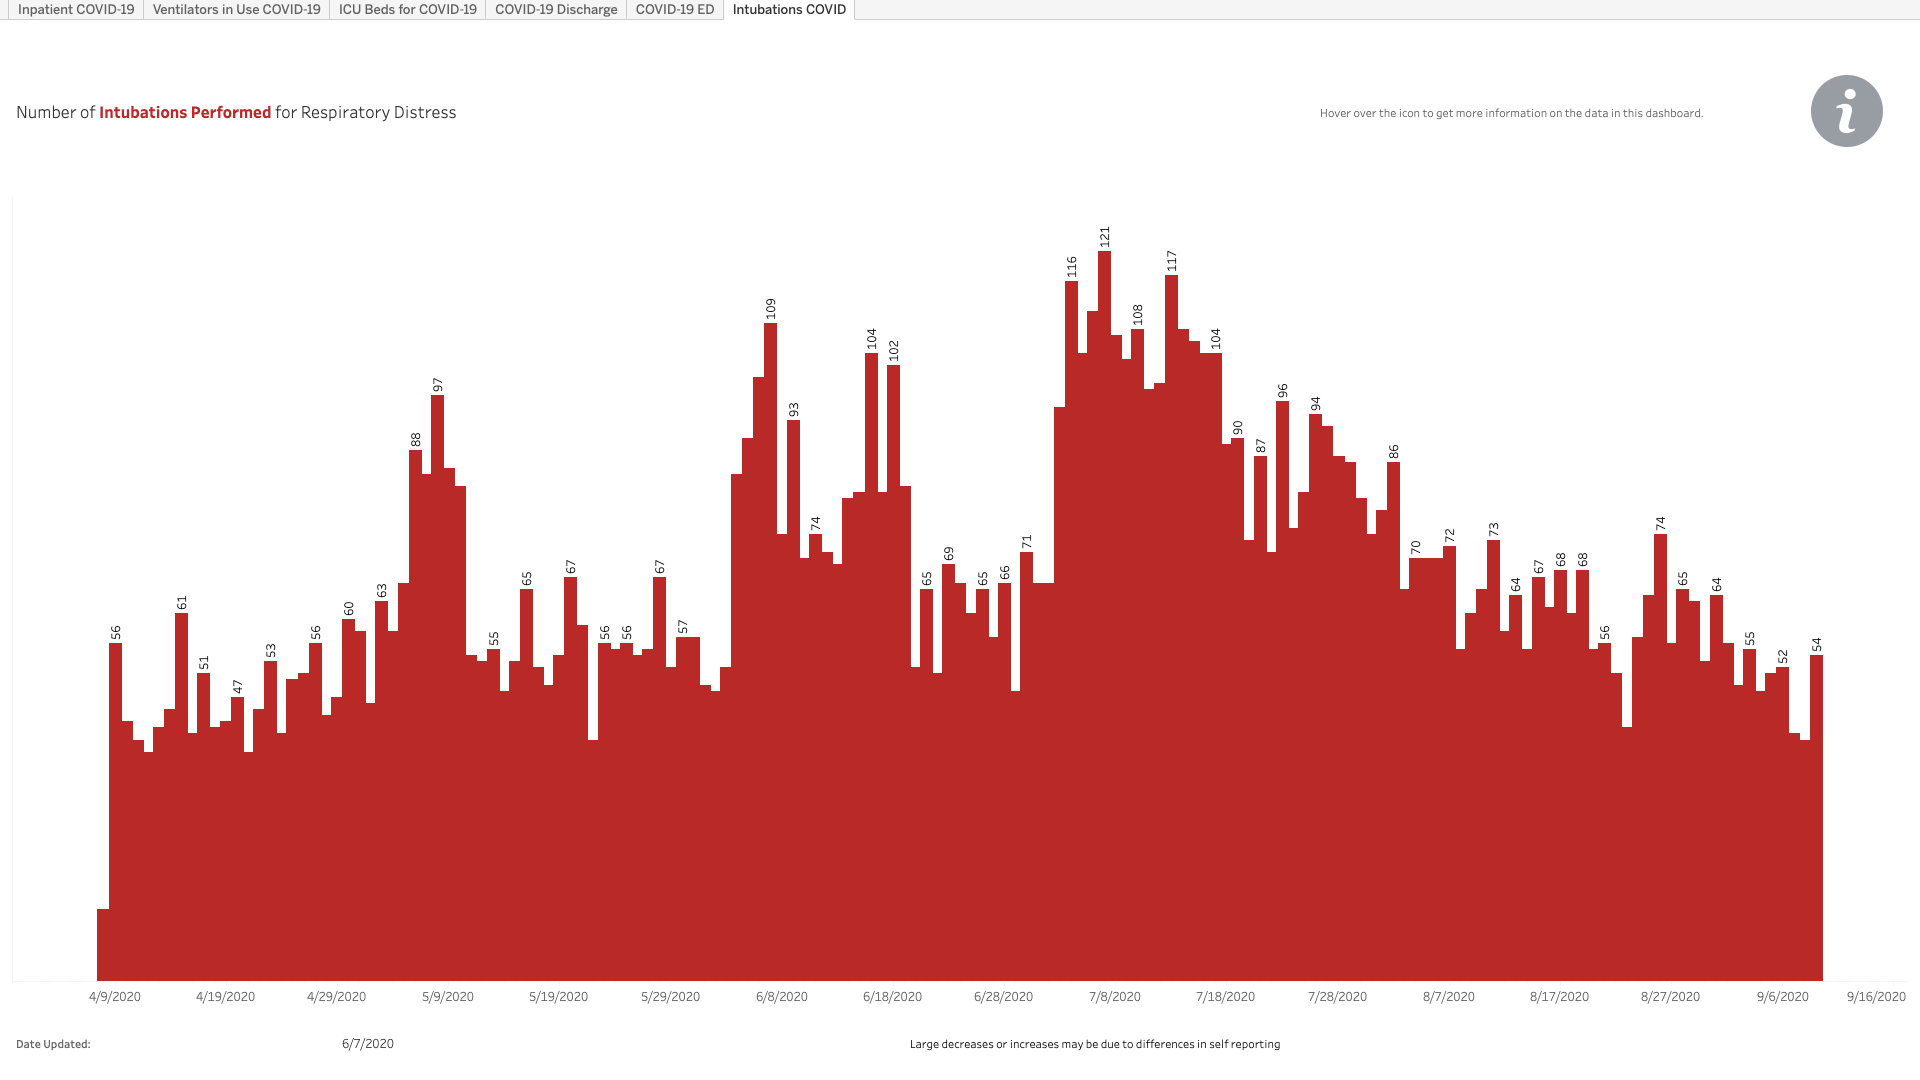 Inpatient COVID-19 Ventilators in Use COVID-19 ICU Beds for COVID-19 COVID-19 Discharge COVID-19 ED Intubations COVID
Number of Intubations Performed for Respiratory Distress
Hover over the icon to get more information on the data in this dashboard.
i
56 61 51 47 53 56 60 63 88 97 55 65 67 56 56 67 57 109 93 74 104 102 65 69 65 66 71 116 121 108 117 104 90 87 96 94 86 70 72 73 64 67 68 68 56 74 65 64 55 52 54
4/9/2020 4/19/2020 4/29/2020 5/9/2020 5/19/2020 5/29/2020 6/8/2020 6/18/2020 6/28/2020 7/8/2020 7/18/2020 7/28/2020 8/7/2020 8/17/2020 8/27/2020 9/6/2020 9/16/2020
Date Updated: 6/7/2020 Large decreases or increases may be due to differences in self reporting